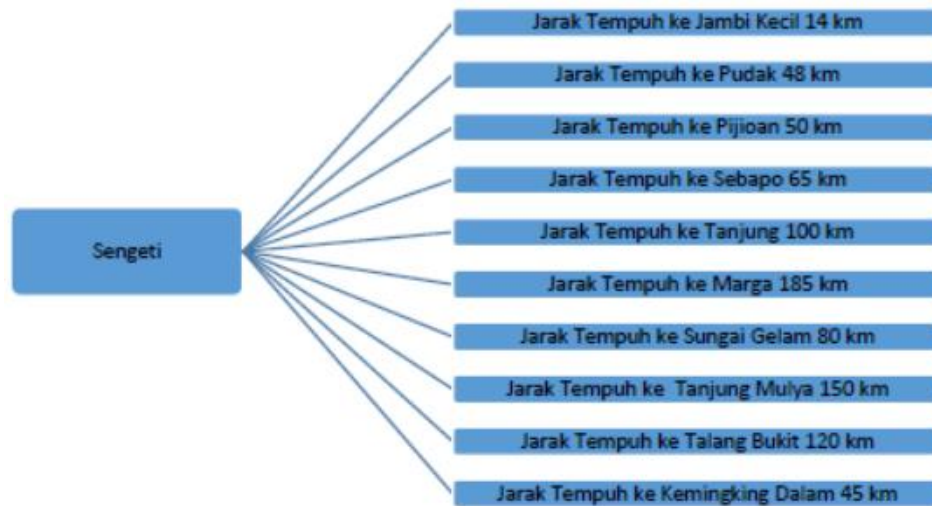 Sengeti
Jarak Tempuh ke Jambi Kecil 14 km
Jarak Tempuh ke Pudak 48 km
Jarak Tempuh ke Pijioan 50 km
Jarak Tempuh ke Sebapo 65 km
Jarak Tempuh ke Tanjung 100 km
Jarak Tempuh ke Marga 185 km
Jarak Tempuh ke Sungai Gelam 80 km
Jarak Tempuh ke Tanjung Mulya 150 km
Jarak Tempuh ke Talang Bukit 120 km
Jarak Tempuh ke Kemingking Dalam 45 km